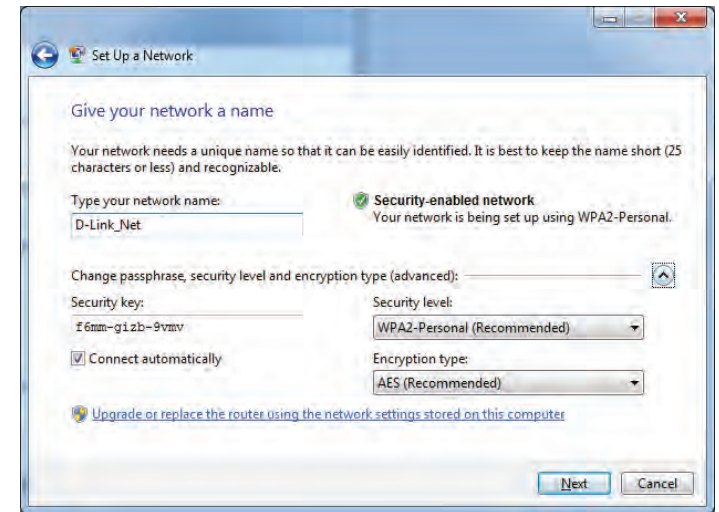 Set Up a Network
Give your network a name
Your network needs a unique name so that it can be easily identified. It is best to keep the name short (25
characters or less) and recognizable.
Type your network name:
D-Link_Net
Security-enabled network
Your network is being set up using WPA2-Personal.
Change passphrase, security level and encryption type (advanced):
Security key:
f6mm-gizb-9vmv
Security level:
WPA2-Personal (Recommended)
Connect automatically
Encryption type:
AES (Recommended)
Upgrade or replace the router using the network settings stored on this computer
Next
Cancel